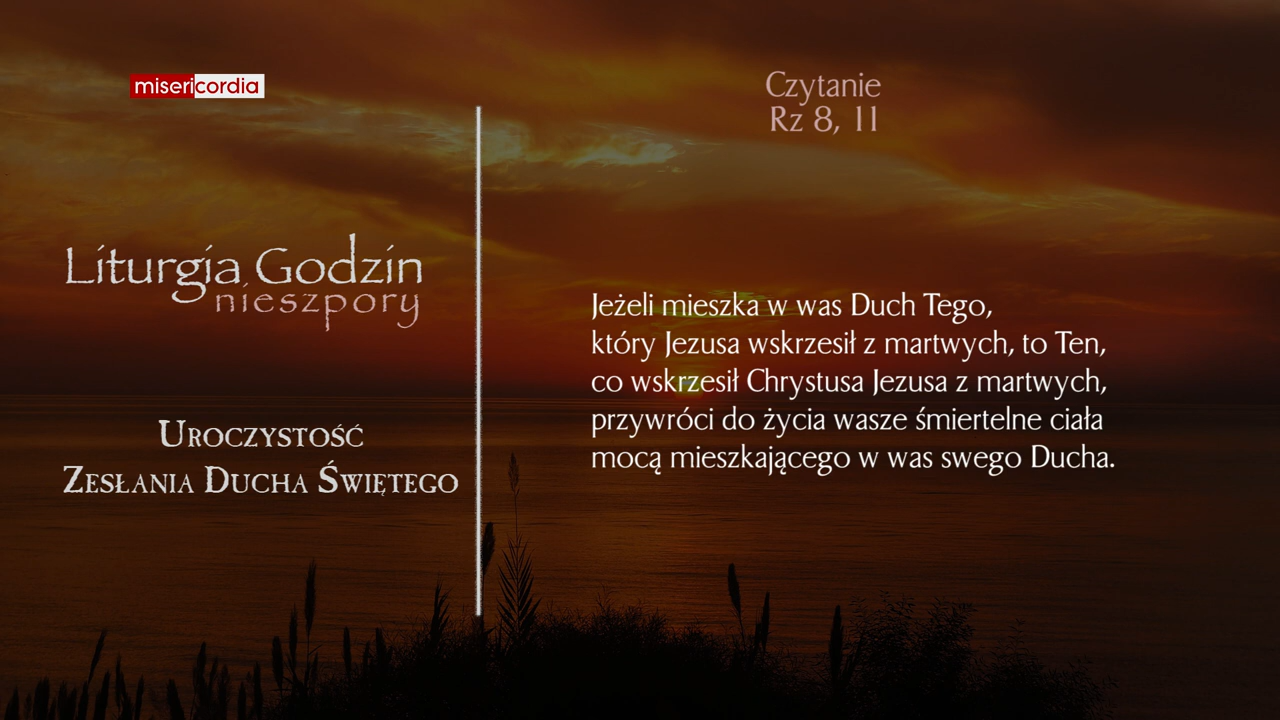 misericordia
Liturgia Godzin
nieszpory
Uroczystość
Zesłania Ducha Świętego
Czytanie
Rz 8, 11
Jeżeli mieszka w was Duch Tego,
który Jezusa wskrzesił z martwych, to Ten,
co wskrzesił Chrystusa Jezusa z martwych,
przywróci do życia wasze śmiertelne ciała
mocą mieszkającego w was swego Ducha.